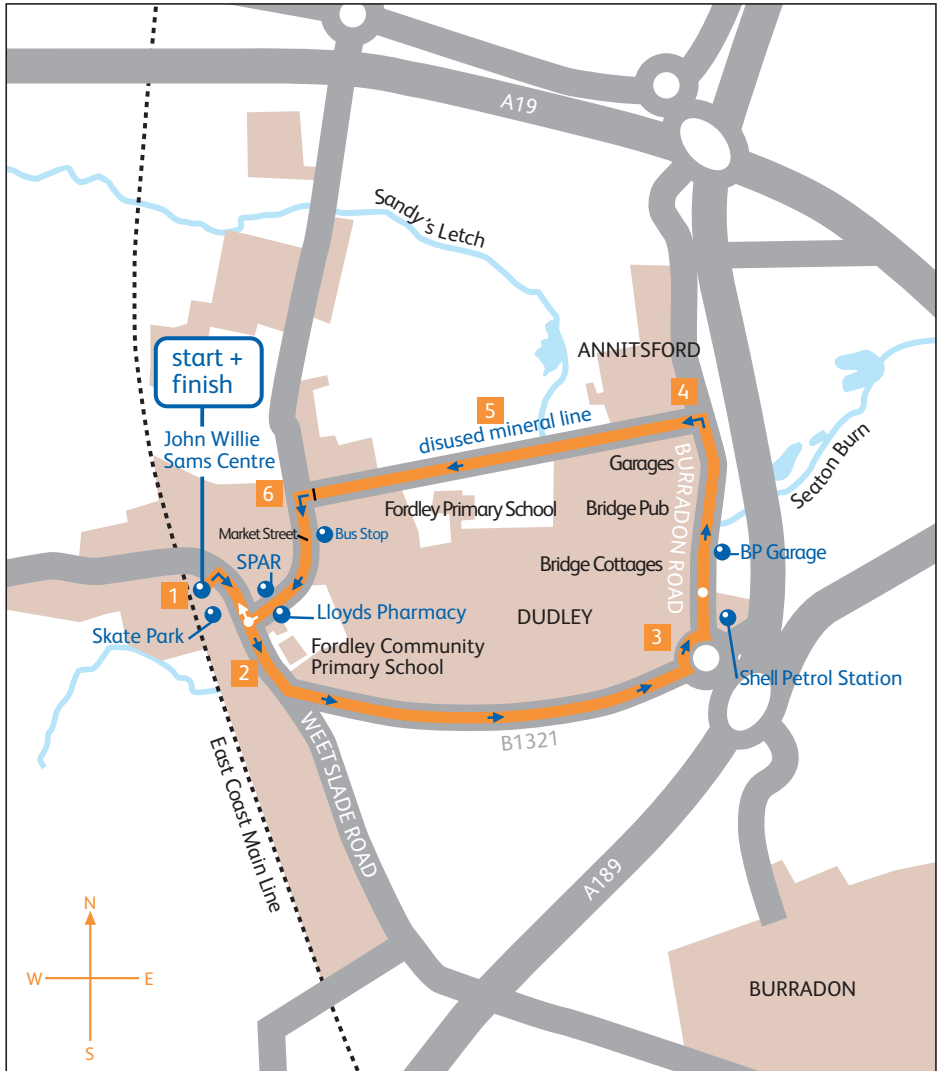 A19
Sandy's Letch
start +
finish
ANNITSFORD
4
5
disused mineral line
John Willie
Sams Centre
Garages
BURRADON ROAD
Seaton Burn
6
Fordley Primary School
Bridge Pub
Market Street
Bus Stop
BP Garage
SPAR
Bridge Cottages
1
Lloyds Pharmacy
DUDLEY
Skate Park
3
Fordley Community
Primary School
2
Shell Petrol Station
WEETSLADE ROAD
B1321
East Coast Main Line
A189
N
W
E
S
BURRADON